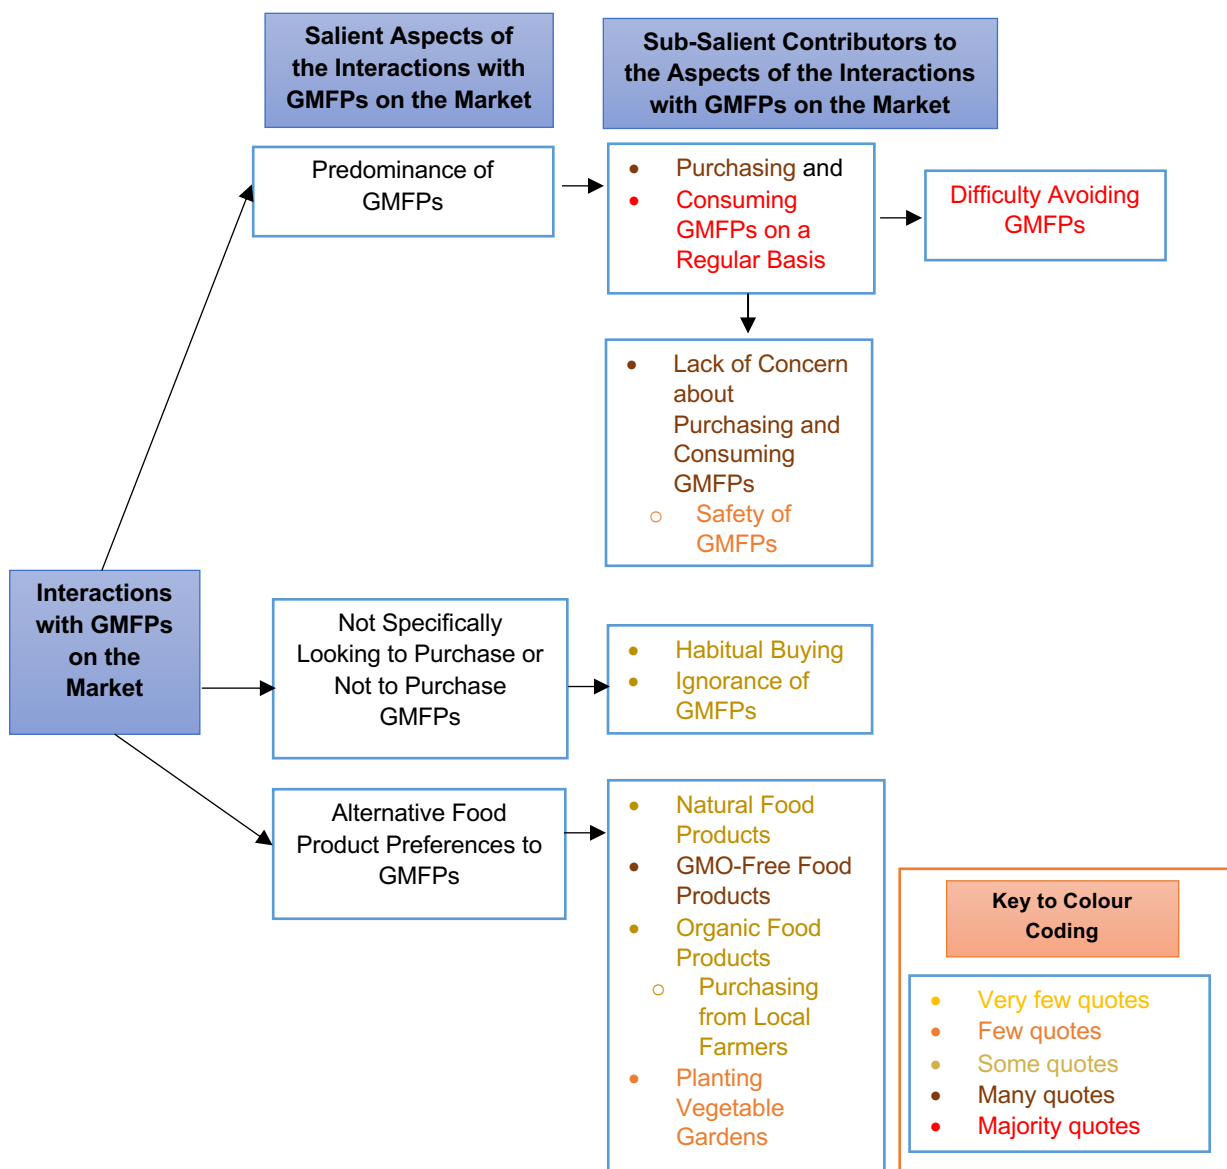 Salient Aspects of
the Interactions with
GMFPs on the Market
Sub-Salient Contributors to
the Aspects of the Interactions
with GMFPs on the Market
Predominance of
GMFPs
• Purchasing and
• Consuming
GMFPs on a
Regular Basis
Difficulty Avoiding
GMFPs
• Lack of Concern
about
Purchasing and
Consuming
GMFPs
o Safety of
GMFPs
Interactions
with GMFPs
on the
Market
Not Specifically
Looking to Purchase or
Not to Purchase
GMFPs
• Habitual Buying
• Ignorance of
GMFPs
Alternative Food
Product Preferences to
GMFPs
• Natural Food
Products
• GMO-Free Food
Products
• Organic Food
Products
o Purchasing
from Local
Farmers
• Planting
Vegetable
Gardens
Key to Colour
Coding
• Very few quotes
• Few quotes
• Some quotes
• Many quotes
• Majority quotes